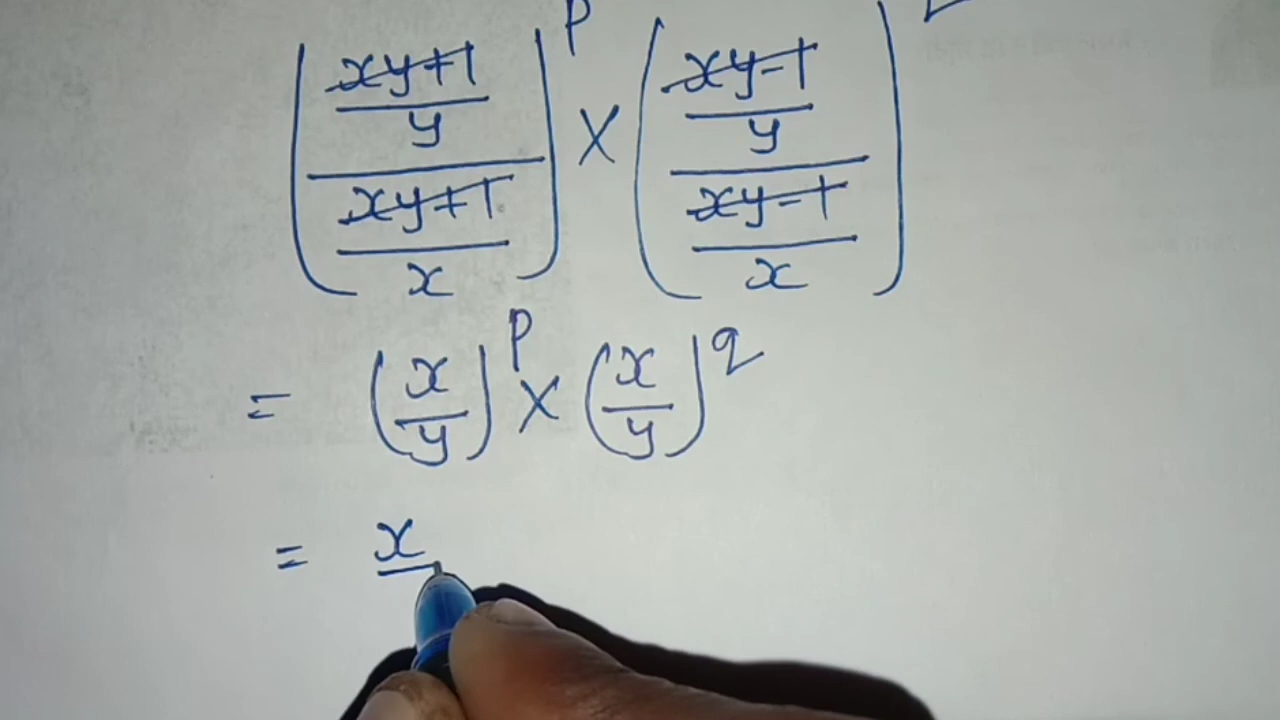 ((xy+1)/y / (xy+1)/x)^p × ((xy-1)/y / (xy-1)/x)
= (x/y)^p × (x/y)^q
= x